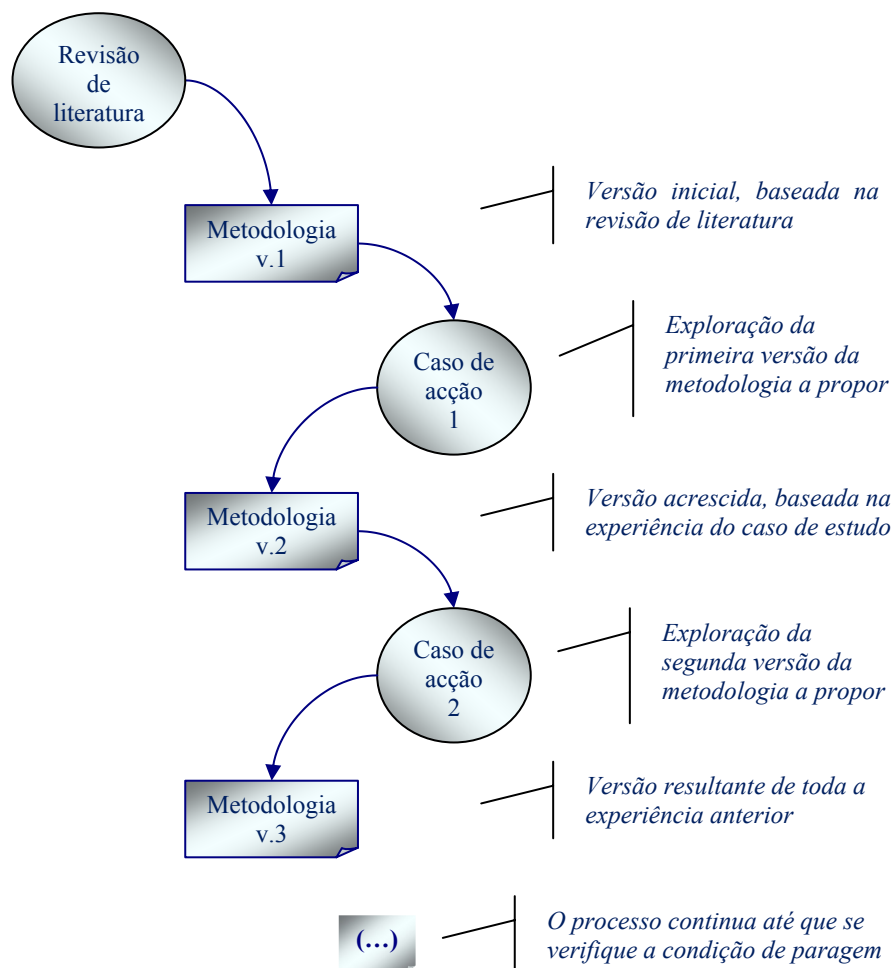 Revisão
de
literatura
Metodologia
v.1
Versão inicial, baseada na
revisão de literatura
Caso de
acção
1
Exploração da
primeira versão da
metodologia a propor
Metodologia
v.2
Versão acrescida, baseada na
experiência do caso de estudo
Caso de
acção
2
Exploração da
segunda versão da
metodologia a propor
Metodologia
v.3
Versão resultante de toda a
experiência anterior
(...)
O processo continua até que se
verifique a condição de paragem